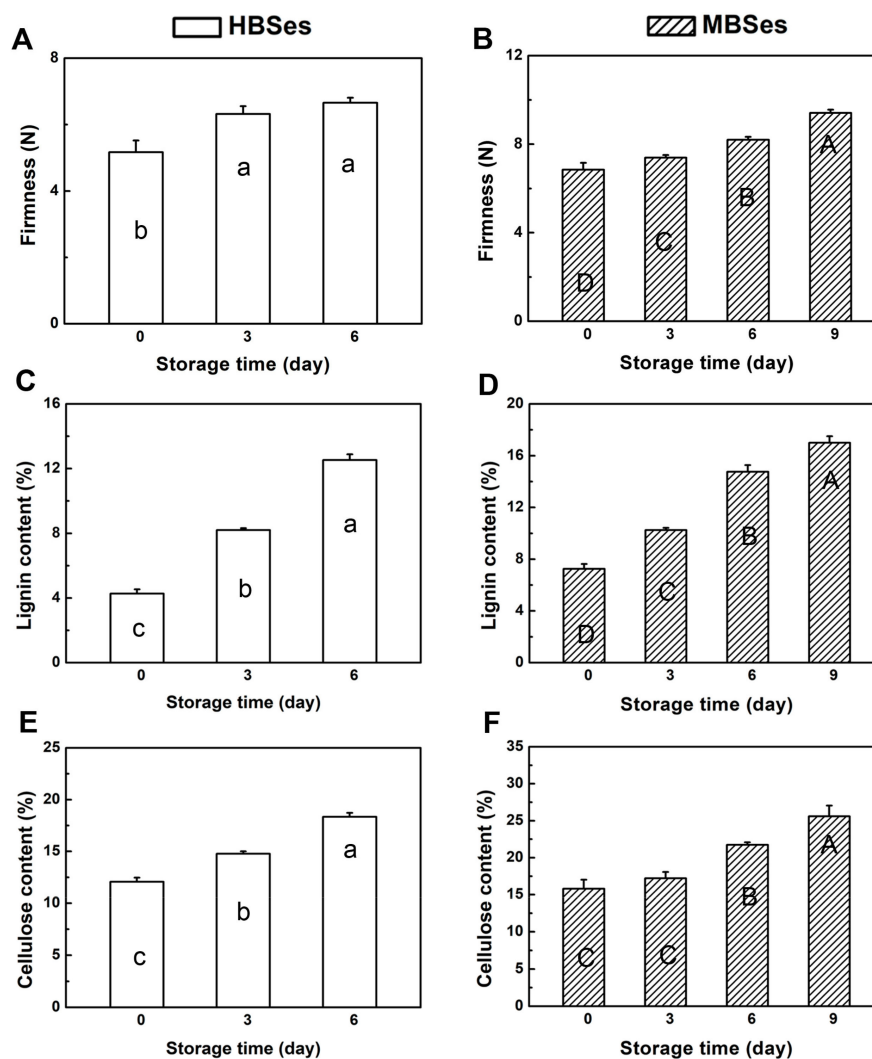 HBSes
MBSes
A
Firmness (N)
8
4
0
b
a
a
0 3 6
Storage time (day)
B
Firmness (N)
12
8
4
0
D
C
B
A
0 3 6 9
Storage time (day)
C
Lignin content (%)
16
12
8
4
0
c
b
a
0 3 6
Storage time (day)
D
Lignin content (%)
20
16
12
8
4
0
D
C
B
A
0 3 6 9
Storage time (day)
E
Cellulose content (%)
25
20
15
10
5
0
c
b
a
0 3 6
Storage time (day)
F
Cellulose content (%)
35
30
25
20
15
10
5
0
C
C
B
A
0 3 6 9
Storage time (day)